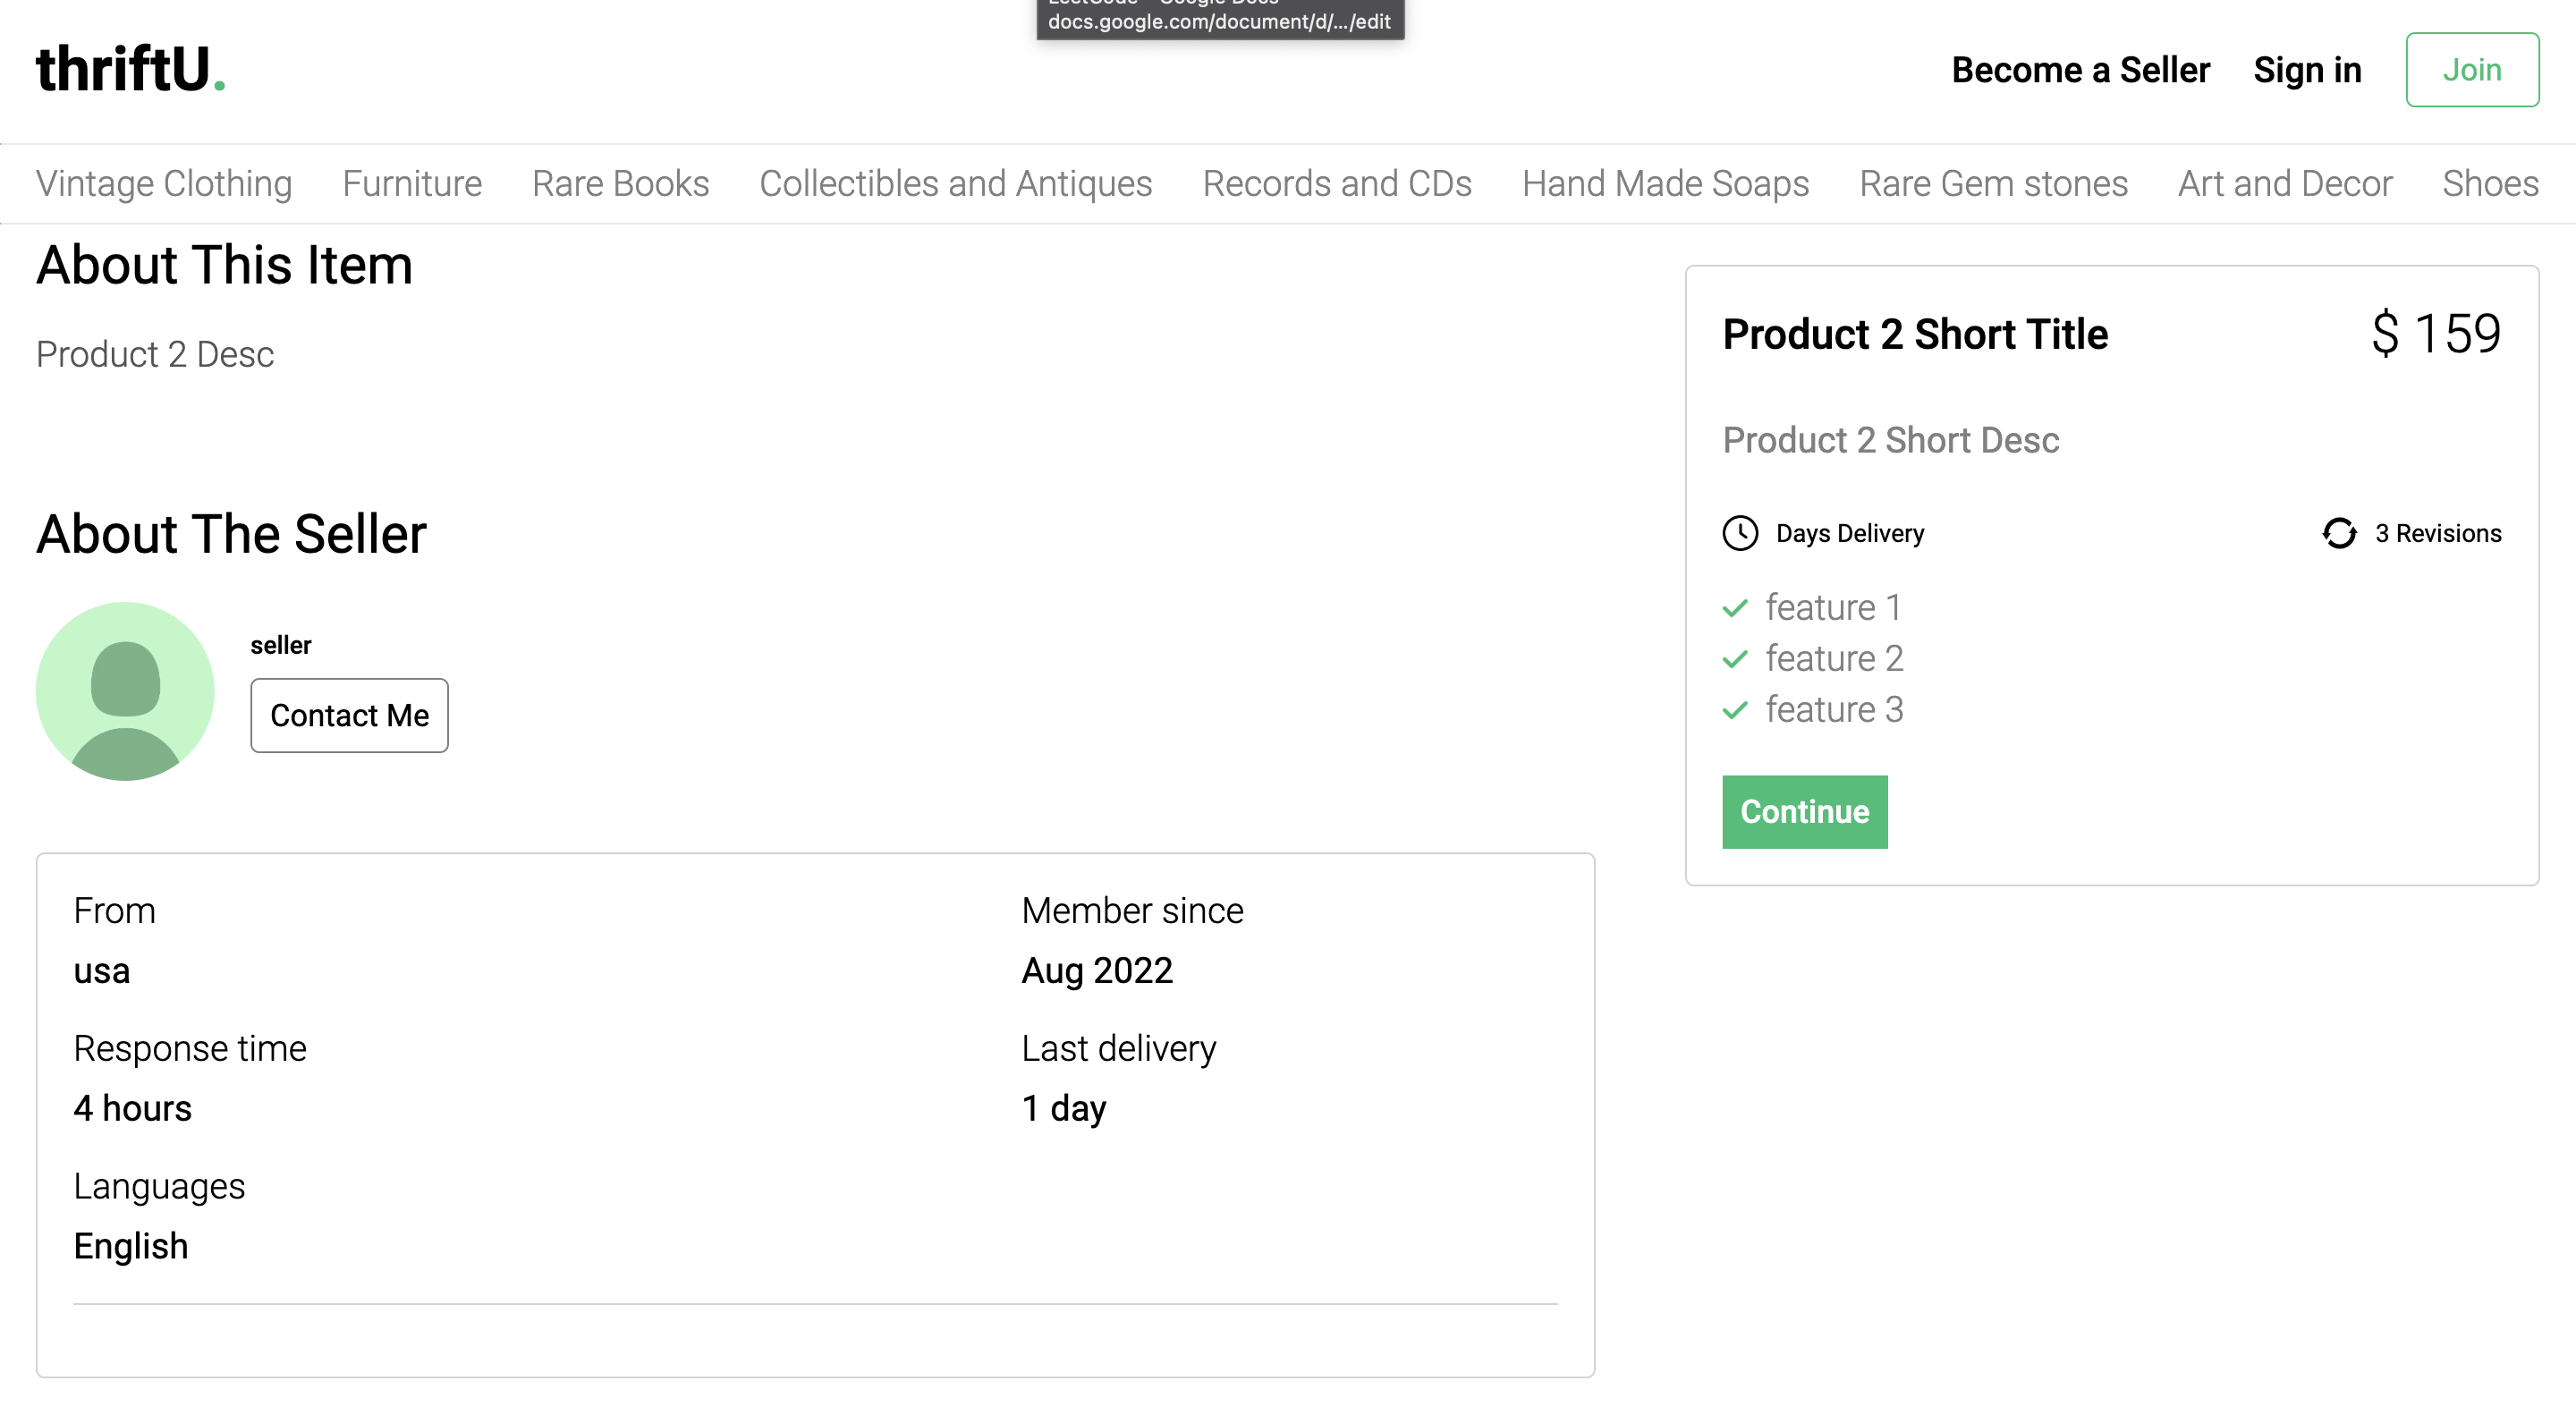 LeetCode - Google Docs
docs.google.com/document/d/.../edit
thriftU.
Become a Seller Sign in Join
Vintage Clothing Furniture Rare Books Collectibles and Antiques Records and CDs Hand Made Soaps Rare Gem stones Art and Decor Shoes
About This Item
Product 2 Desc
About The Seller
seller
Contact Me
From
usa
Member since
Aug 2022
Response time
4 hours
Last delivery
1 day
Languages
English
Product 2 Short Title $ 159
Product 2 Short Desc
Days Delivery 3 Revisions
feature 1
feature 2
feature 3
Continue